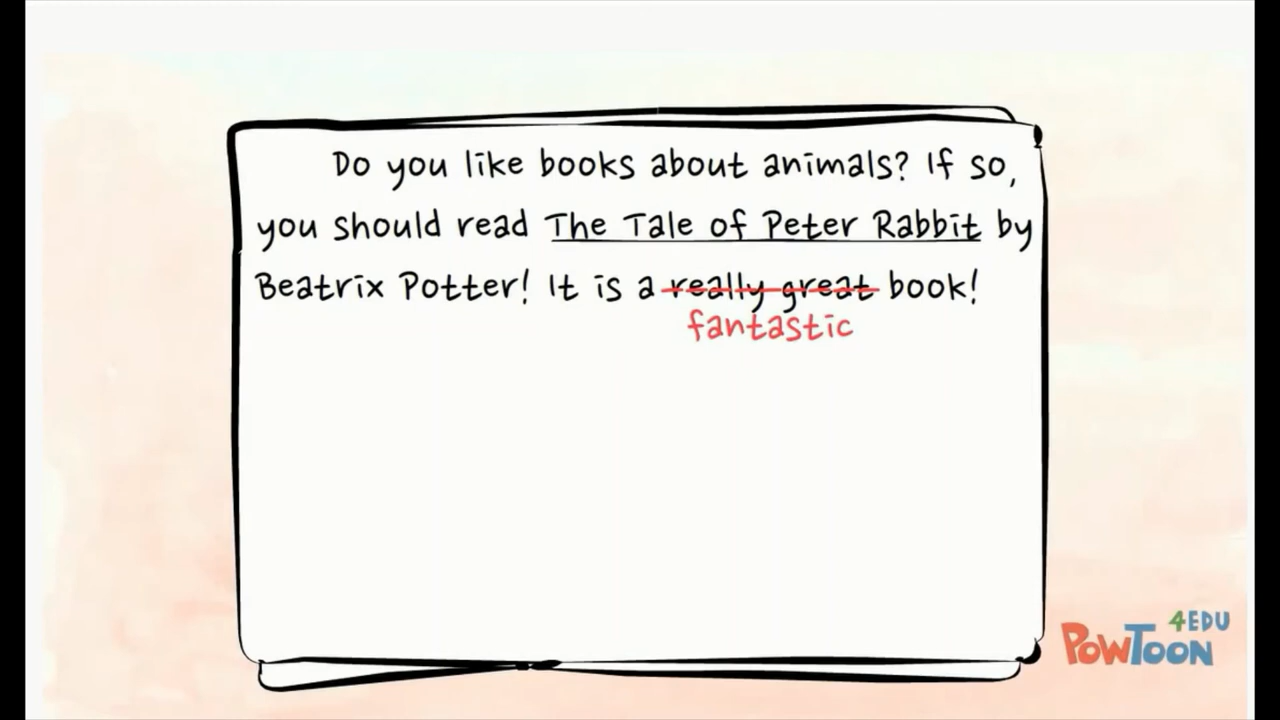 Do you like books about animals? If so,
you should read The Tale of Peter Rabbit by
Beatrix Potter! It is a really great book!
fantastic
4EDU
POWTOON